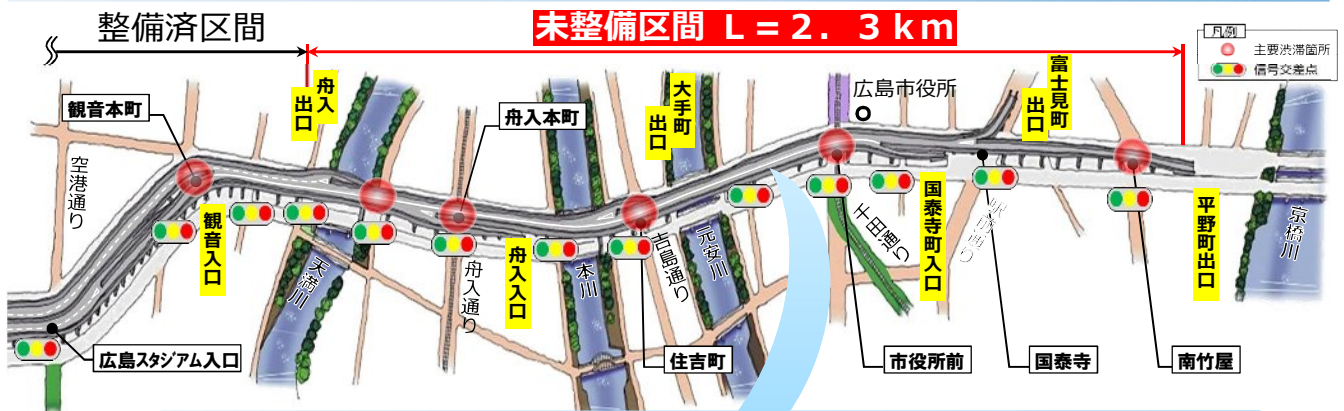 整備済区間
未整備区間 L=2．3km
凡例
主要渋滞箇所
信号交差点
観音本町
舟入出口
舟入本町
大手町出口
広島市役所
富士見町出口
空港通り
観音入口
天満川
舟入通り
舟入入口
本川
吉島通り
元安川
千田通り
国泰寺町入口
平野町出口
京橋川
広島スタジアム入口
住吉町
市役所前
国泰寺
南竹屋